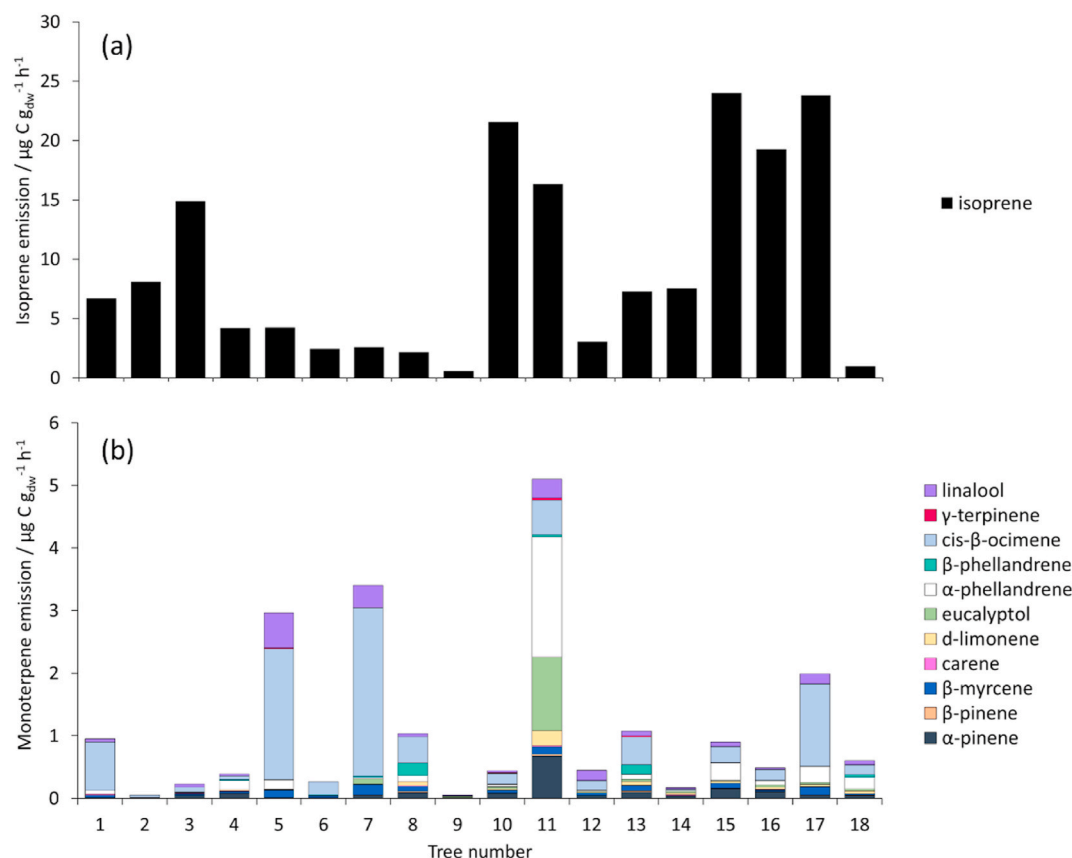 (a)
Isoprene emission / µg C g_dw⁻¹ h⁻¹
30
25
20
15
10
5
0
isoprene
(b)
Monoterpene emission / µg C g_dw⁻¹ h⁻¹
6
5
4
3
2
1
0
linalool
γ-terpinene
cis-β-ocimene
β-phellandrene
α-phellandrene
eucalyptol
d-limonene
carene
β-myrcene
β-pinene
α-pinene
1 2 3 4 5 6 7 8 9 10 11 12 13 14 15 16 17 18
Tree number